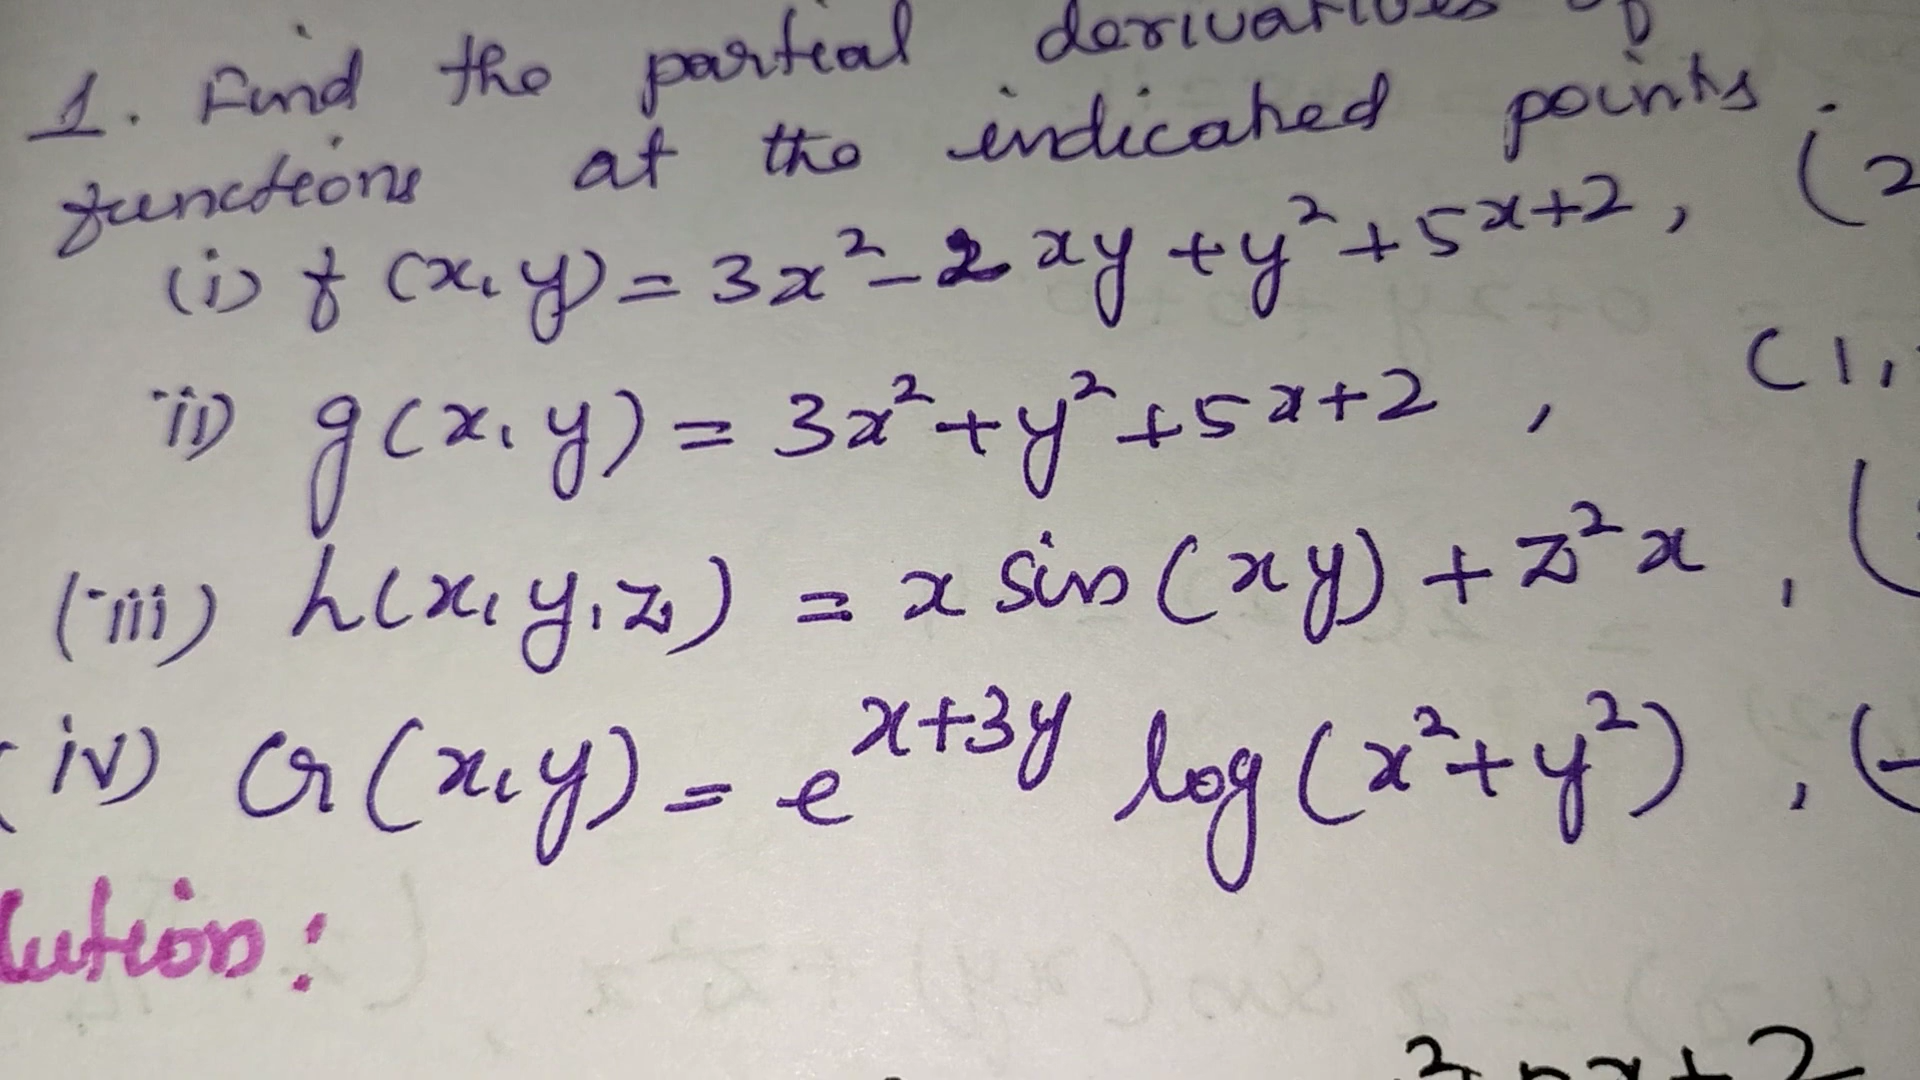 1. Find the partial derivatives of
functions at the indicated points.
(i) f(x,y) = 3x² - 2xy + y² + 5x + 2, (2
ii) g(x,y) = 3x² + y² + 5x + 2, (1,
(iii) h(x,y,z) = x sin(xy) + z²x, (
(iv) G(x,y) = e^(x+3y) log(x²+y²), (-
lution: